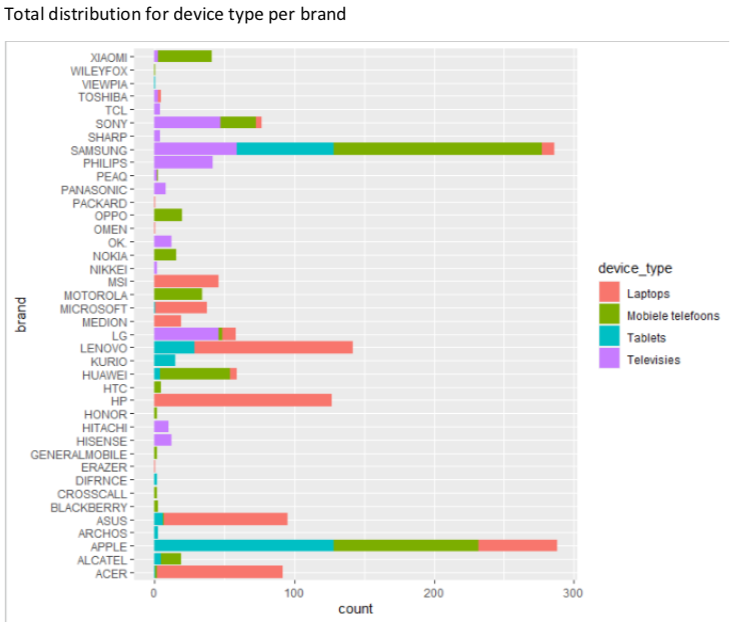 Total distribution for device type per brand
XIAOMI
WILEYFOX
VIEWPIA
TOSHIBA
TCL
SONY
SHARP
SAMSUNG
PHILIPS
PEAQ
PANASONIC
PACKARD
OPPO
OMEN
OK.
NOKIA
NIKKEI
MSI
MOTOROLA
MICROSOFT
MEDION
LG
LENOVO
KURIO
HUAWEI
HTC
HP
HONOR
HITACHI
HISENSE
GENERALMOBILE
ERAZER
DIFRNCE
CROSSCALL
BLACKBERRY
ASUS
ARCHOS
APPLE
ALCATEL
ACER
brand
0 100 200 300
count
device_type
Laptops
Mobiele telefoons
Tablets
Televisies